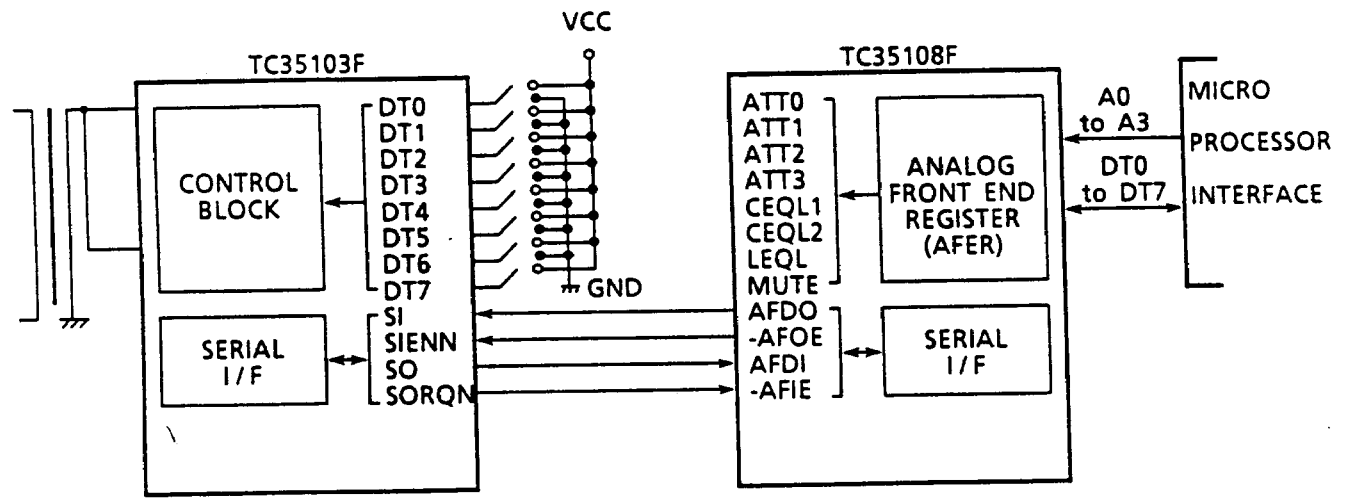 VCC
TC35103F
TC35108F
CONTROL
BLOCK
DT0
DT1
DT2
DT3
DT4
DT5
DT6
DT7
GND
SERIAL
I/F
SI
SIENN
SO
SORQN
ATT0
ATT1
ATT2
ATT3
CEQL1
CEQL2
LEQL
MUTE
AFDO
-AFOE
AFDI
-AFIE
ANALOG
FRONT END
REGISTER
(AFER)
SERIAL
I/F
A0
to A3
DT0
to DT7
MICRO
PROCESSOR
INTERFACE